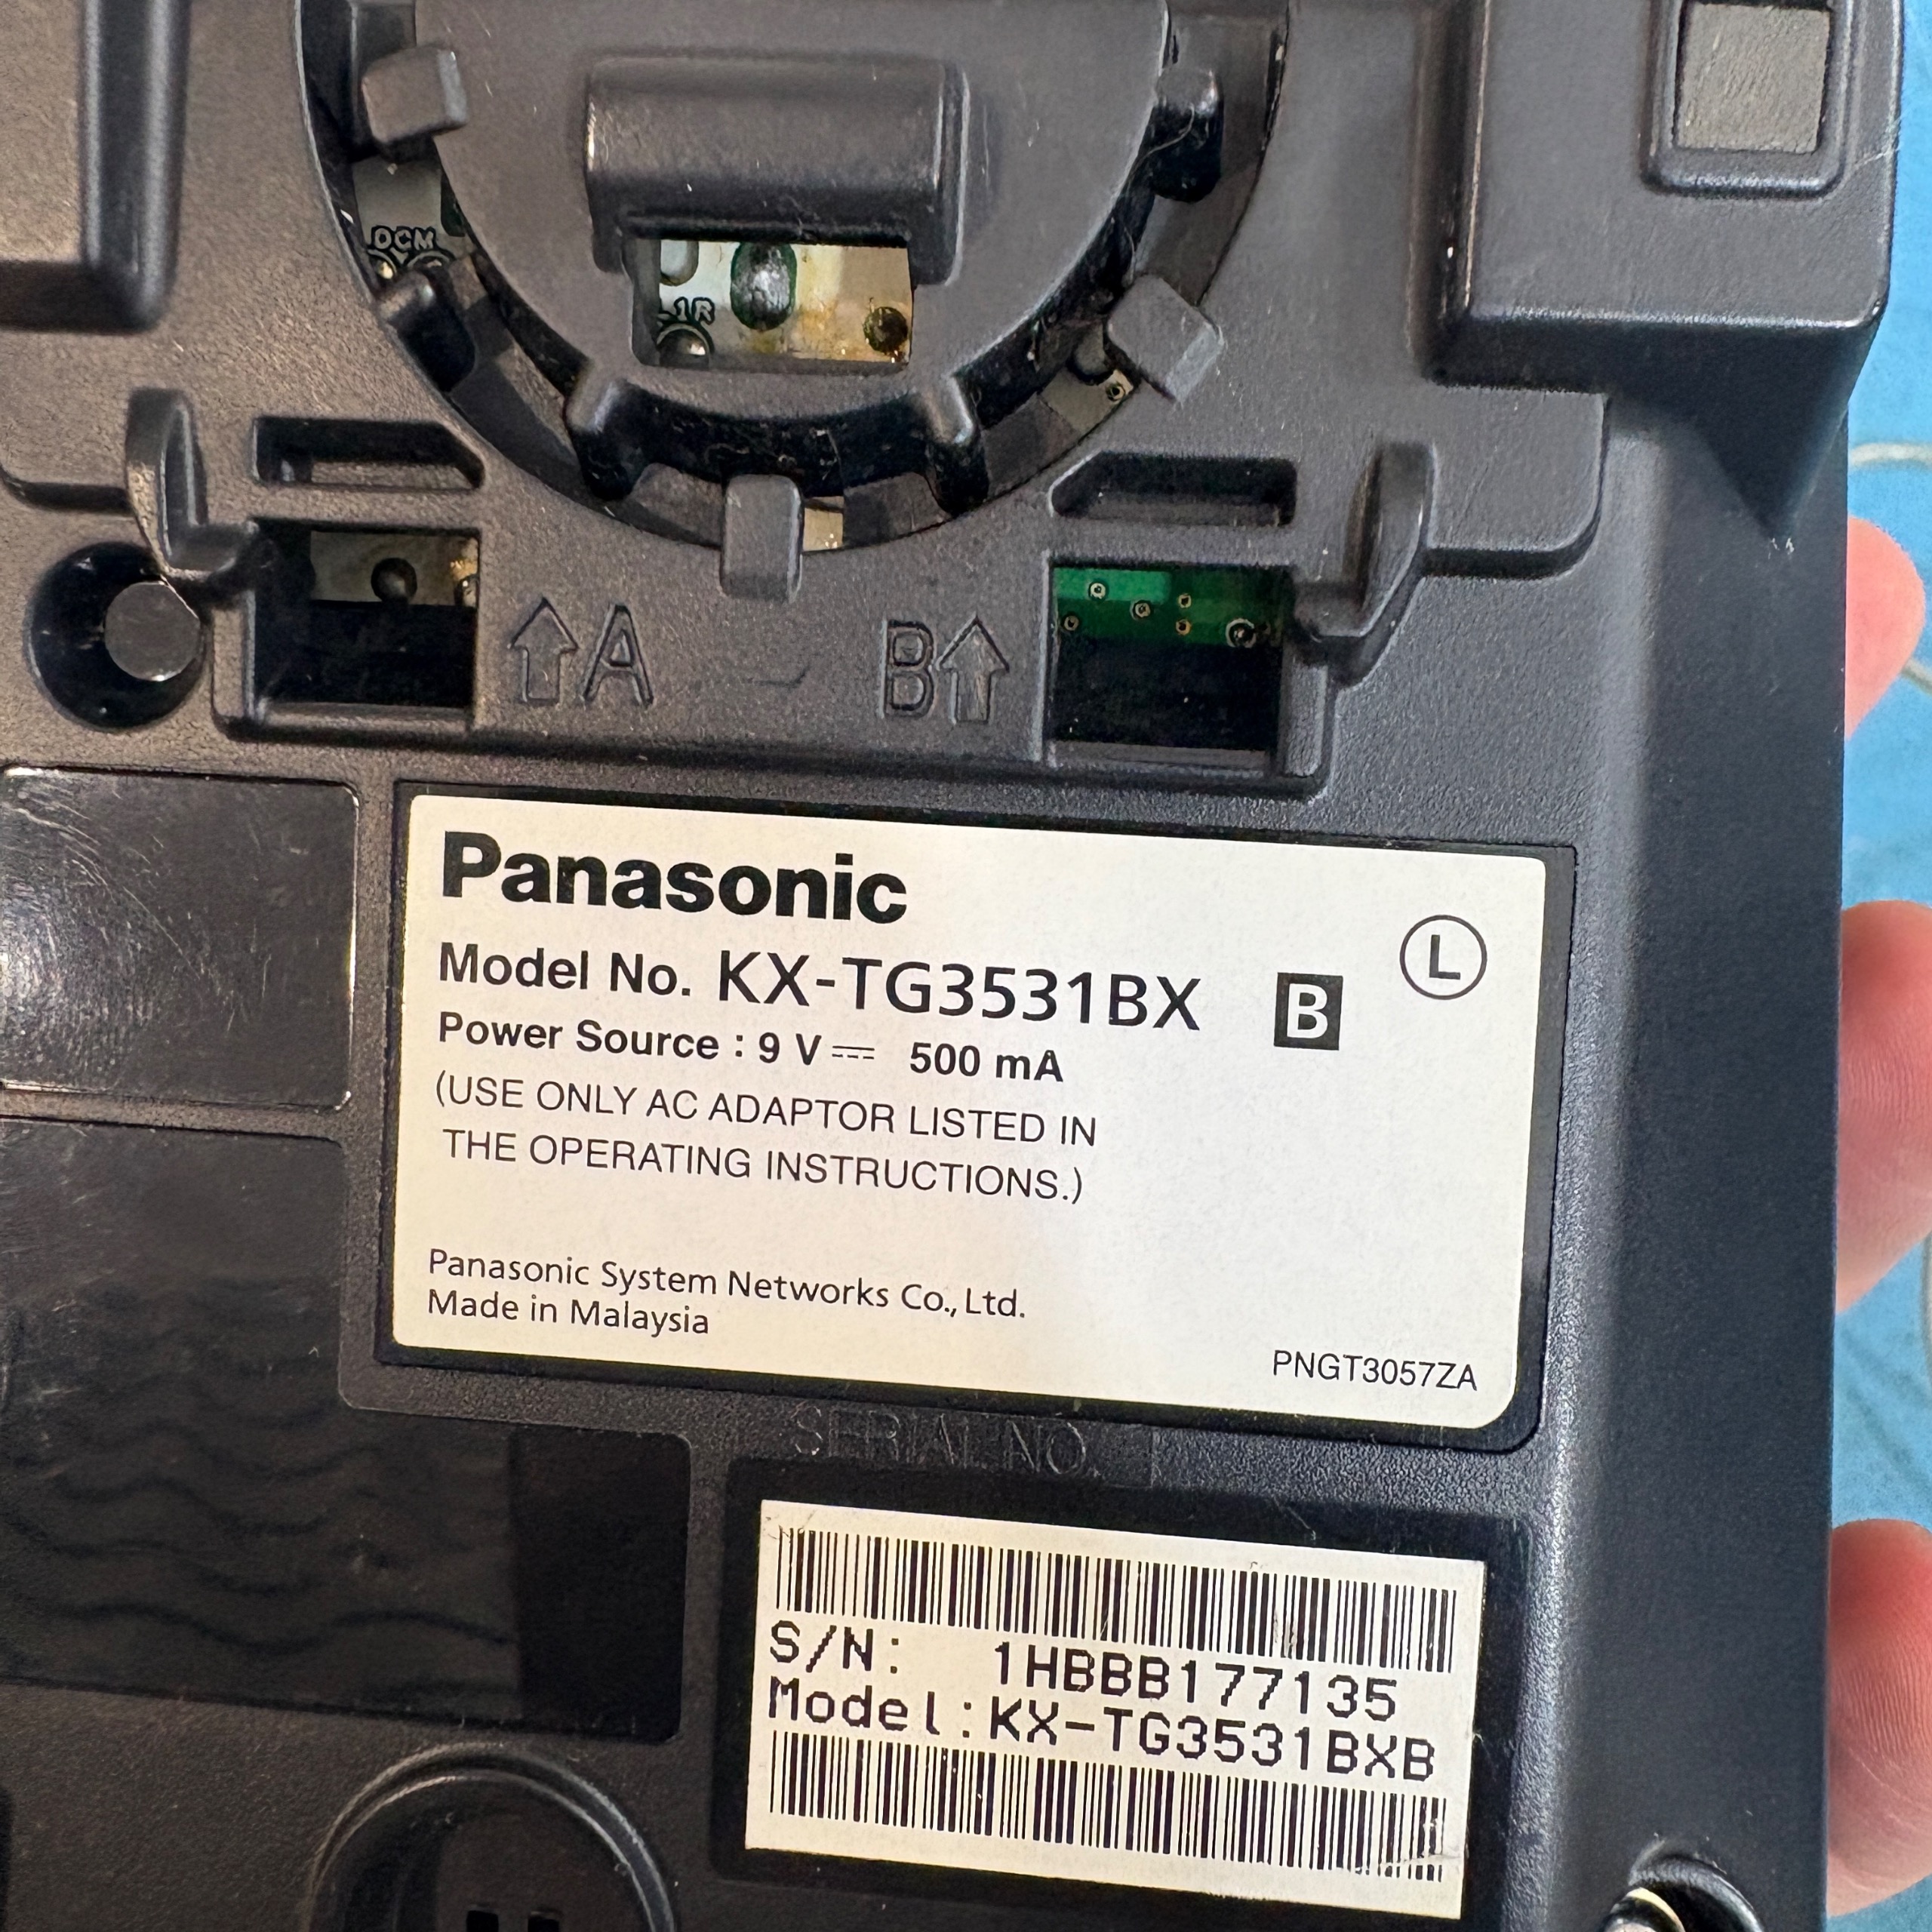 DCM
1R
A B
Panasonic
Model No. KX-TG3531BX B L
Power Source : 9 V ⎓ 500 mA
(USE ONLY AC ADAPTOR LISTED IN
THE OPERATING INSTRUCTIONS.)
Panasonic System Networks Co., Ltd.
Made in Malaysia
PNGT3057ZA
SERIAL NO.
S/N: 1HBBB177135
Model:KX-TG3531BXB